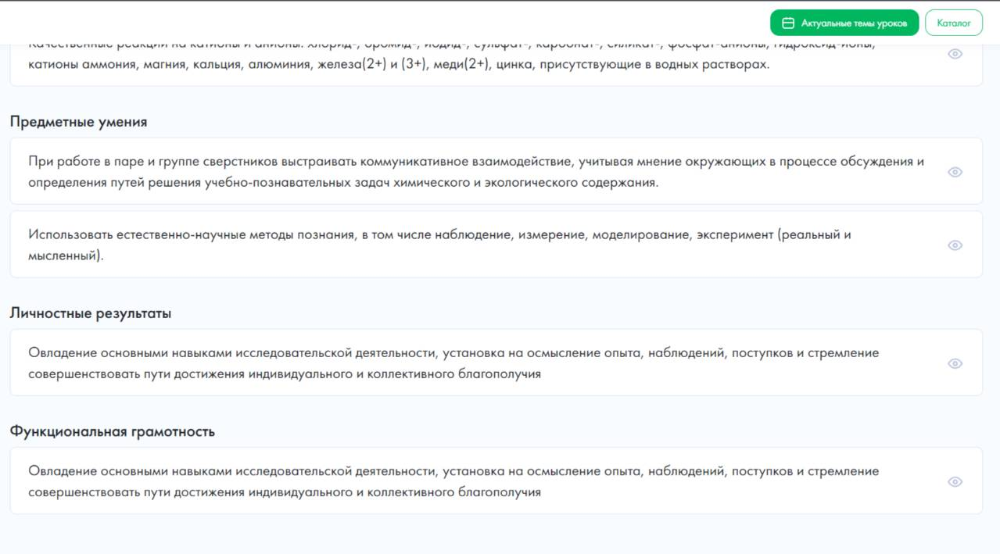 Актуальные темы уроков
Каталог
Качественные реакции на катионы и анионы: хлорид-, бромид-, йодид-, сульфат-, карбонат-, силикат-, фосфат-анионы, гидроксид-ионы,
катионы аммония, магния, кальция, алюминия, железа(2+) и (3+), меди(2+), цинка, присутствующие в водных растворах.
Предметные умения
При работе в паре и группе сверстников выстраивать коммуникативное взаимодействие, учитывая мнение окружающих в процессе обсуждения и
определения путей решения учебно-познавательных задач химического и экологического содержания.
Использовать естественно-научные методы познания, в том числе наблюдение, измерение, моделирование, эксперимент (реальный и
мысленный).
Личностные результаты
Овладение основными навыками исследовательской деятельности, установка на осмысление опыта, наблюдений, поступков и стремление
совершенствовать пути достижения индивидуального и коллективного благополучия
Функциональная грамотность
Овладение основными навыками исследовательской деятельности, установка на осмысление опыта, наблюдений, поступков и стремление
совершенствовать пути достижения индивидуального и коллективного благополучия